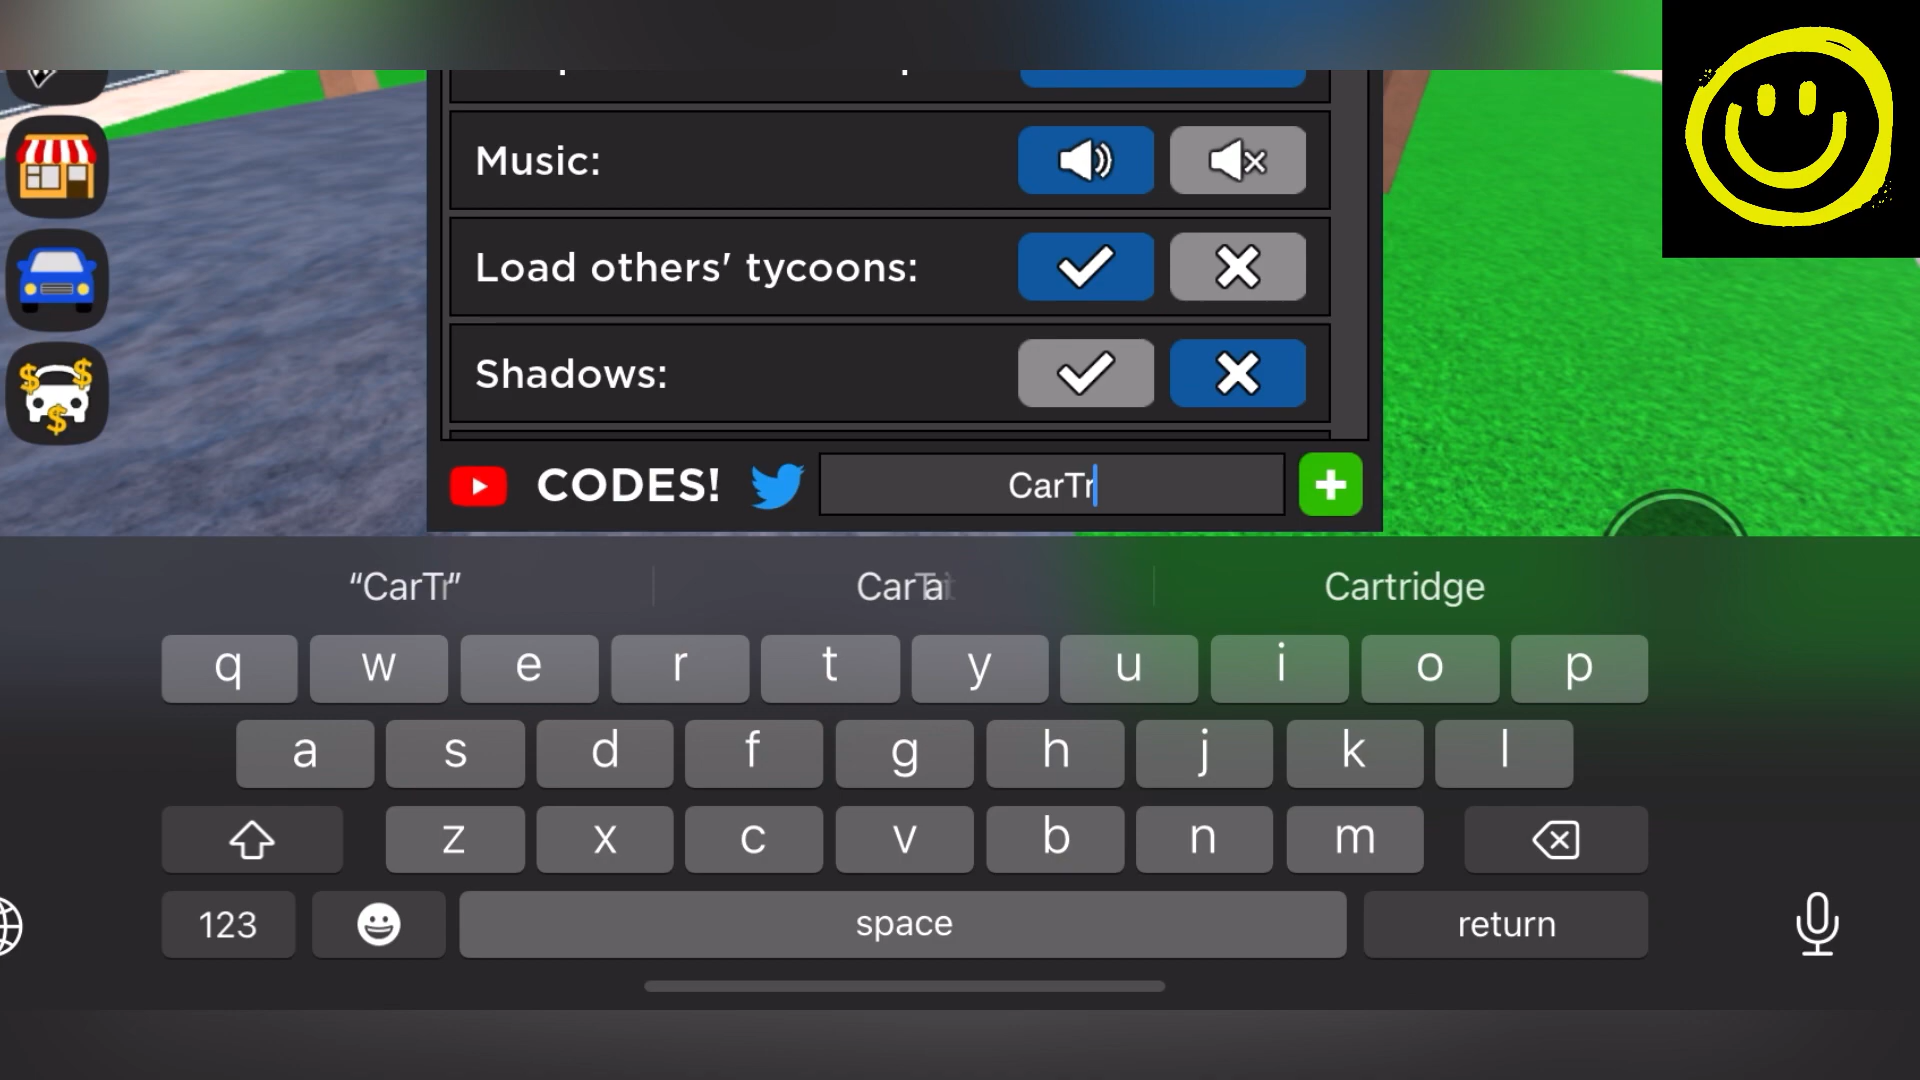 Music:
Load others' tycoons:
Shadows:
CODES!
CarTr
“CarTr”
Cartridge
q w e r t y u i o p
a s d f g h j k l
z x c v b n m
123
space
return